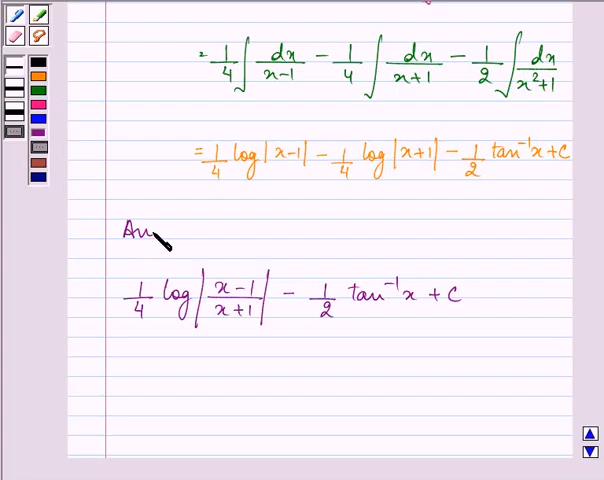 = 1/4 ∫ dx/(x-1) - 1/4 ∫ dx/(x+1) - 1/2 ∫ dx/(x²+1)
= 1/4 log|x-1| - 1/4 log|x+1| - 1/2 tan⁻¹x + C
An
1/4 log|(x-1)/(x+1)| - 1/2 tan⁻¹x + C